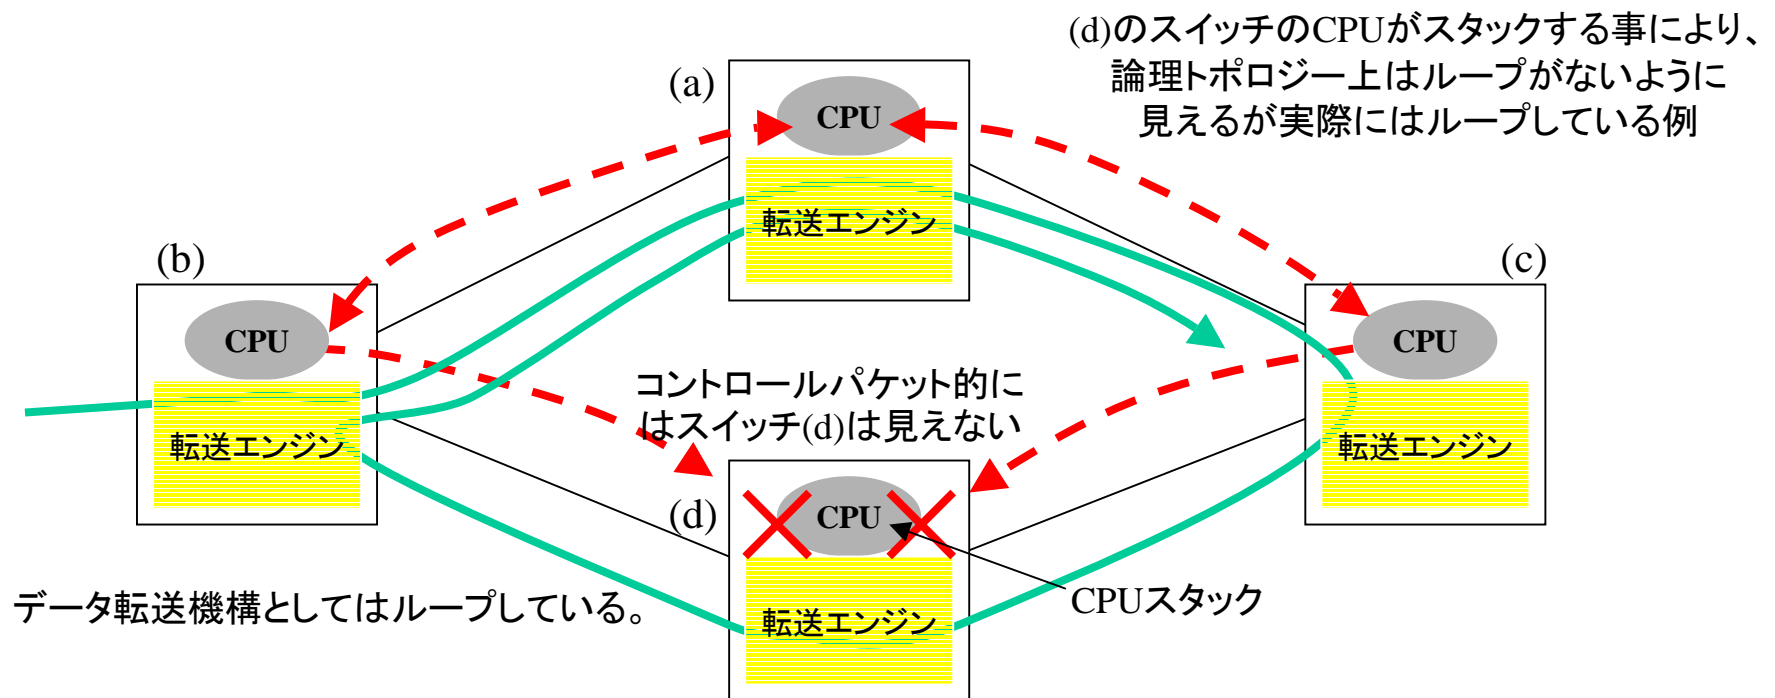 (d)のスイッチのCPUがスタックする事により、
論理トポロジー上はループがないように
見えるが実際にはループしている例
(a)
CPU
転送エンジン
(b)
CPU
転送エンジン
(c)
CPU
転送エンジン
コントロールパケット的に
はスイッチ(d)は見えない
(d)
CPU
転送エンジン
CPUスタック
データ転送機構としてはループしている。